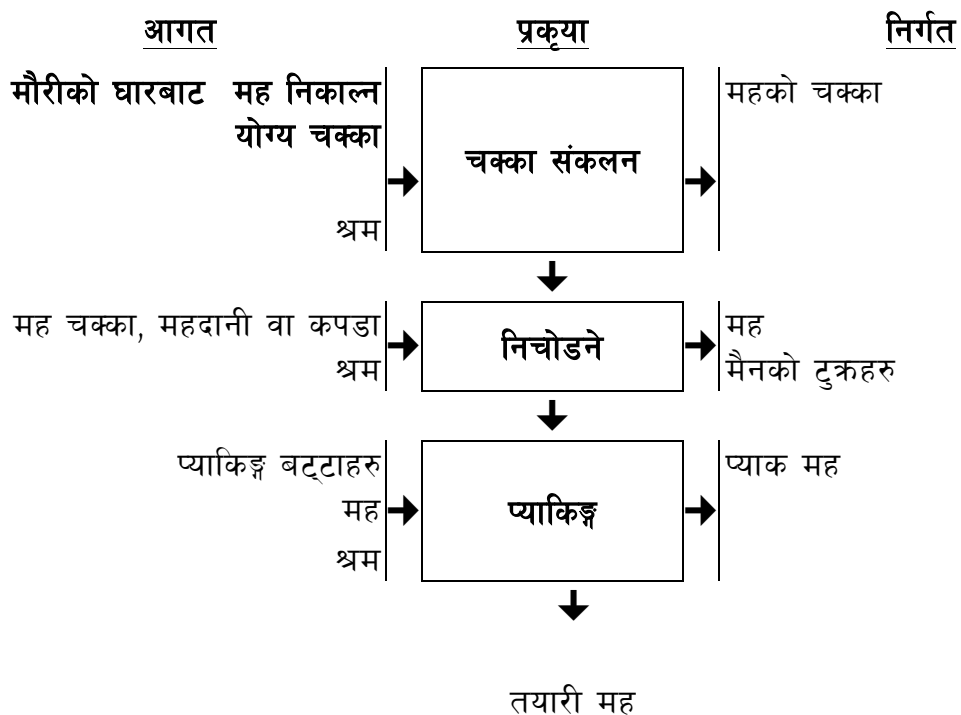 आगत प्रकृया निर्गत
मौरीको घारबाट मह निकाल्न
योग्य चक्का
श्रम
चक्का संकलन
महको चक्का
मह चक्का, महदानी वा कपडा
श्रम
निचोडने
मह
मैनको टुक्रहरु
प्याकिङ्ग बट्टाहरु
मह
श्रम
प्याकिङ्ग
प्याक मह
तयारी मह